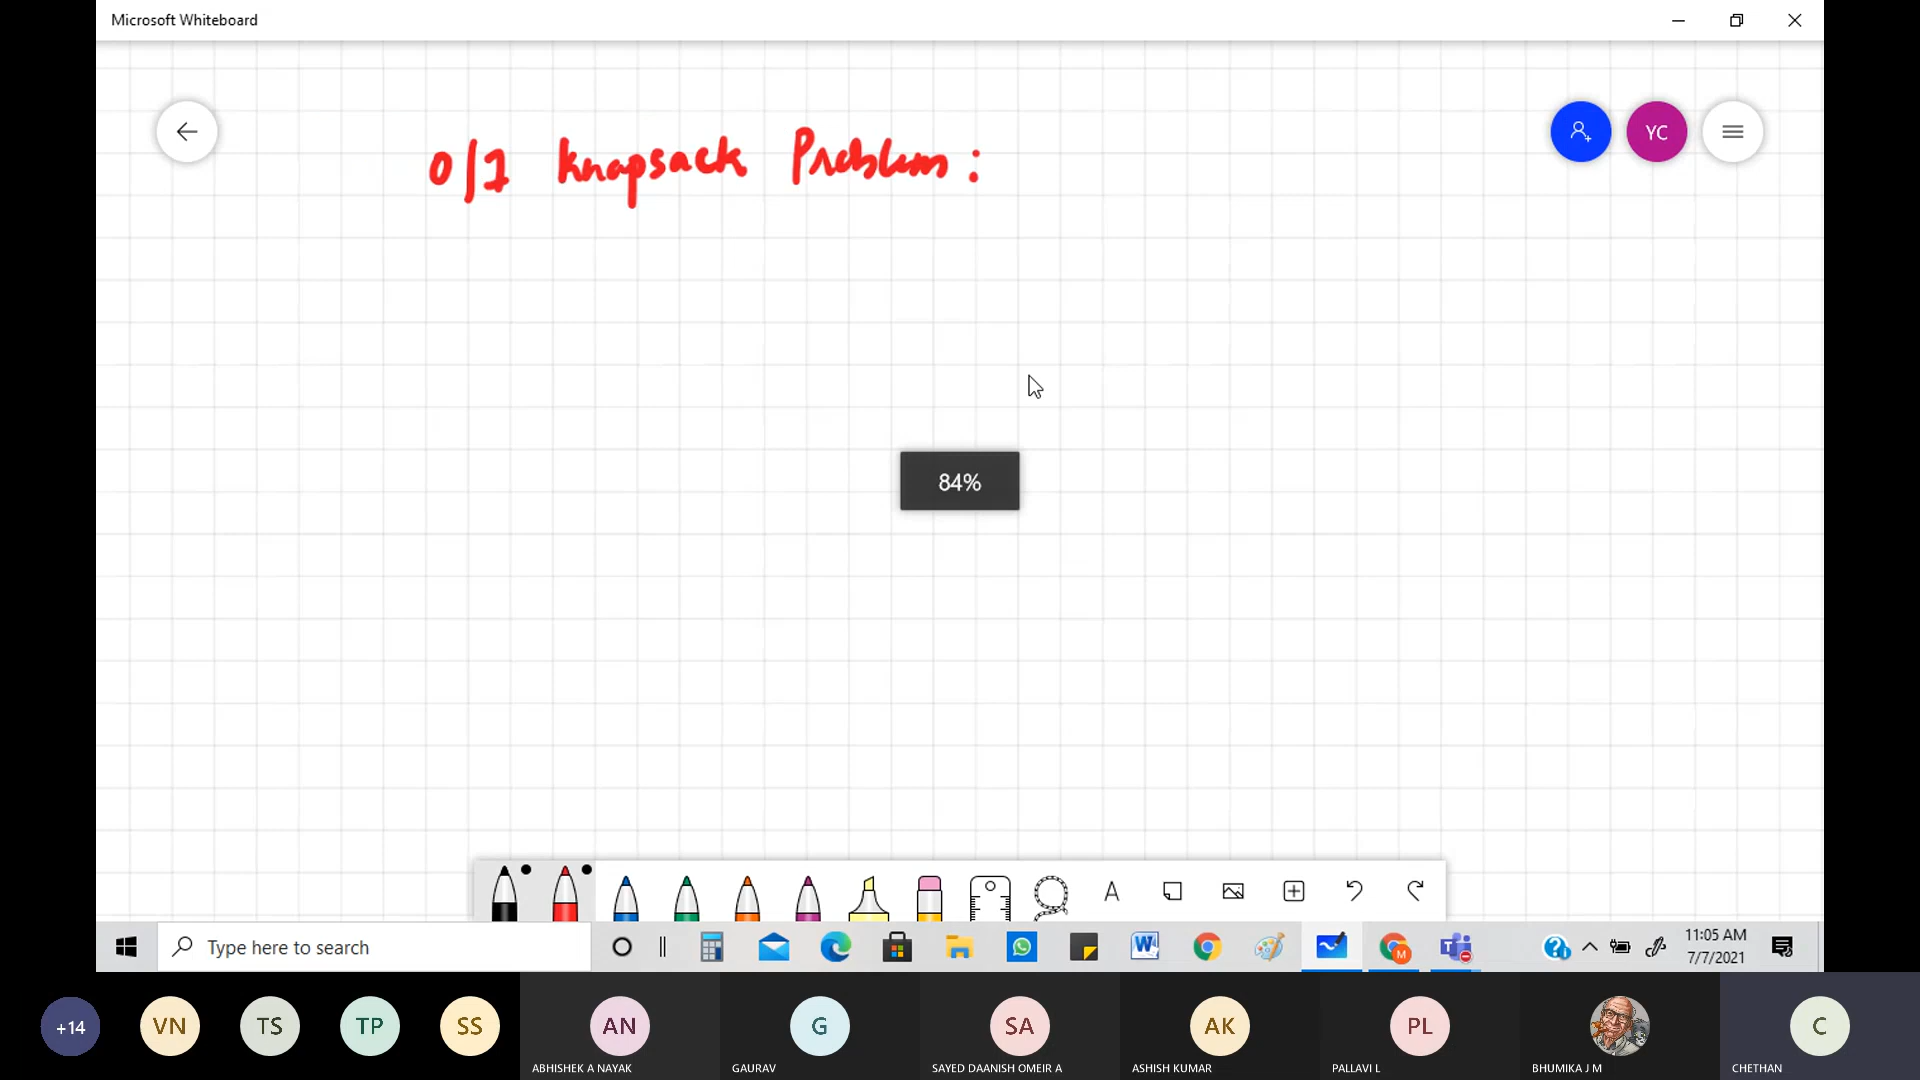 Microsoft Whiteboard
0/1 Knapsack Problem:
YC
84%
A
Type here to search
11:05 AM
7/7/2021
+14
VN
TS
TP
SS
AN
G
SA
AK
PL
C
ABHISHEK A NAYAK
GAURAV
SAYED DAANISH OMEIR A
ASHISH KUMAR
PALLAVI L
BHUMIKA J M
CHETHAN